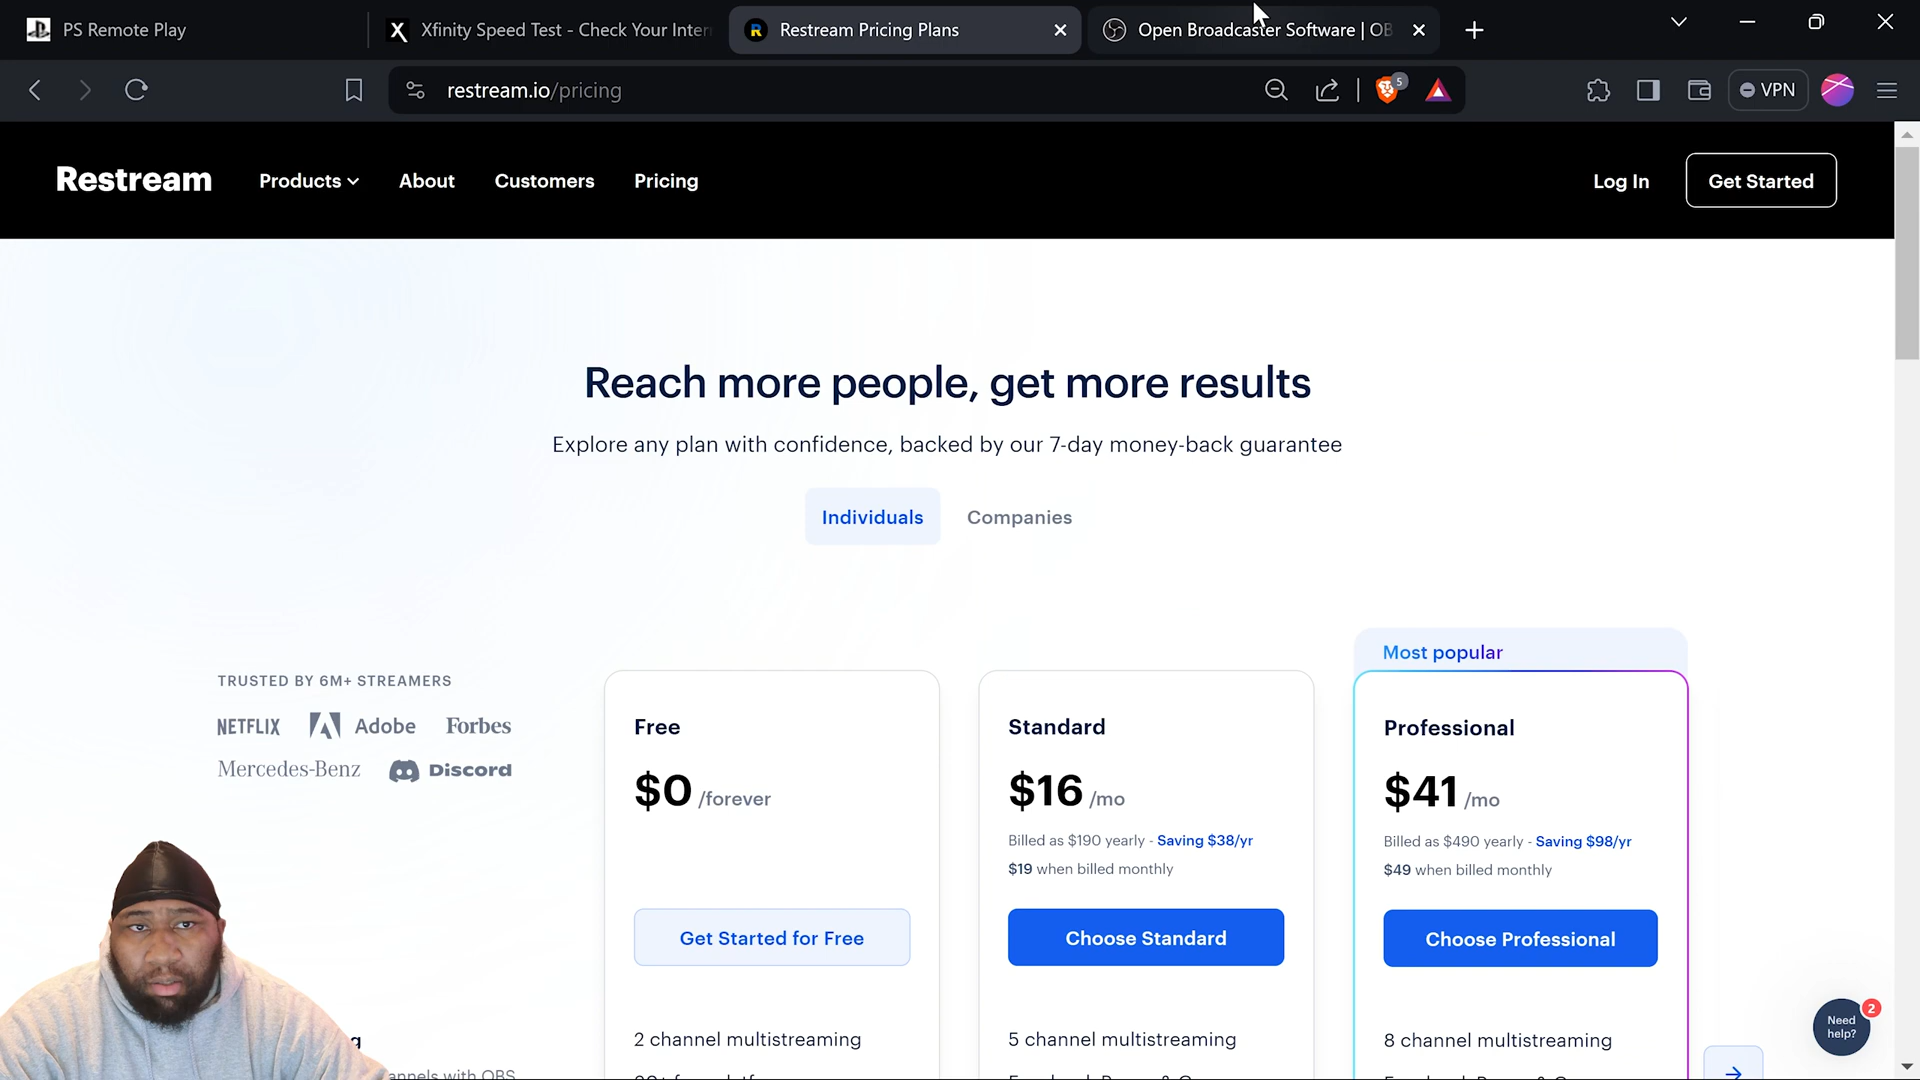 PS Remote Play
Xfinity Speed Test - Check Your Inter
Restream Pricing Plans
Open Broadcaster Software | OB
restream.io/pricing
5
VPN
Restream
Products
About
Customers
Pricing
Log In
Get Started
Reach more people, get more results
Explore any plan with confidence, backed by our 7-day money-back guarantee
Individuals
Companies
TRUSTED BY 6M+ STREAMERS
NETFLIX
Adobe
Forbes
Mercedes-Benz
Discord
Free
$0 /forever
Get Started for Free
2 channel multistreaming
Standard
$16 /mo
Billed as $190 yearly - Saving $38/yr
$19 when billed monthly
Choose Standard
5 channel multistreaming
Most popular
Professional
$41 /mo
Billed as $490 yearly - Saving $98/yr
$49 when billed monthly
Choose Professional
8 channel multistreaming
Need
help?
2
with OBS